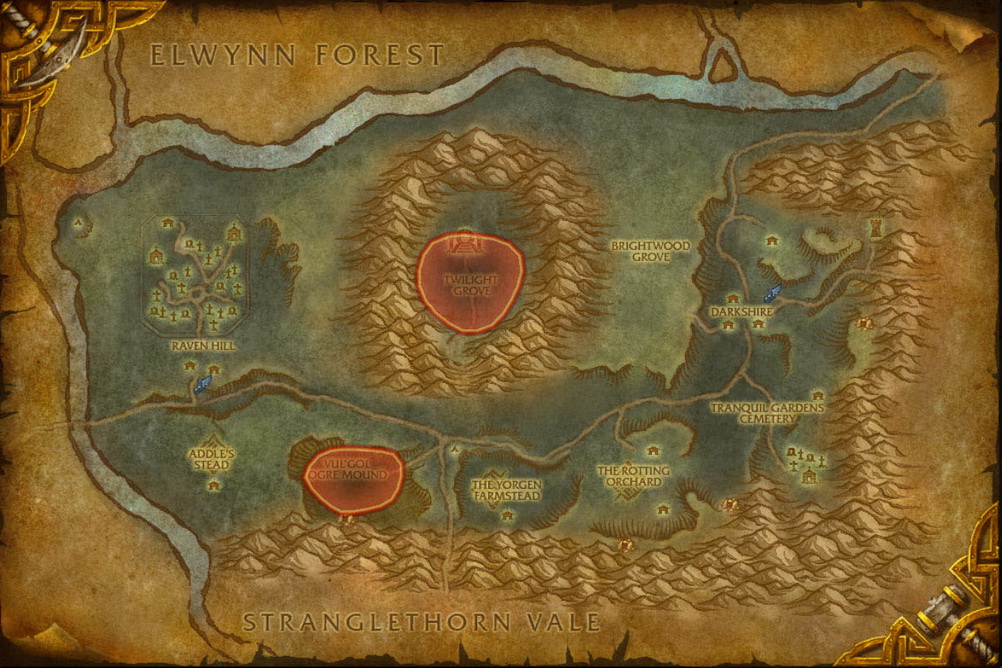 ELWYNN FOREST
BRIGHTWOOD
GROVE
TWILIGHT
GROVE
DARKSHIRE
RAVEN HILL
TRANQUIL GARDENS
CEMETERY
ADDLE'S
STEAD
VUL'GOL
OGRE MOUND
THE YORGEN
FARMSTEAD
THE ROTTING
ORCHARD
STRANGLETHORN VALE